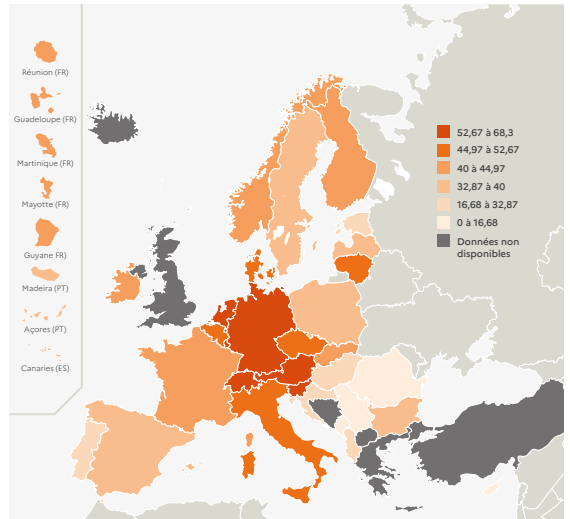 Réunion (FR)
Guadeloupe (FR)
Martinique (FR)
Mayotte (FR)
Guyane FR)
Madeira (PT)
Açores (PT)
Canaries (ES)
52,67 à 68,3
44,97 à 52,67
40 à 44,97
32,87 à 40
16,68 à 32,87
0 à 16,68
Données non
disponibles